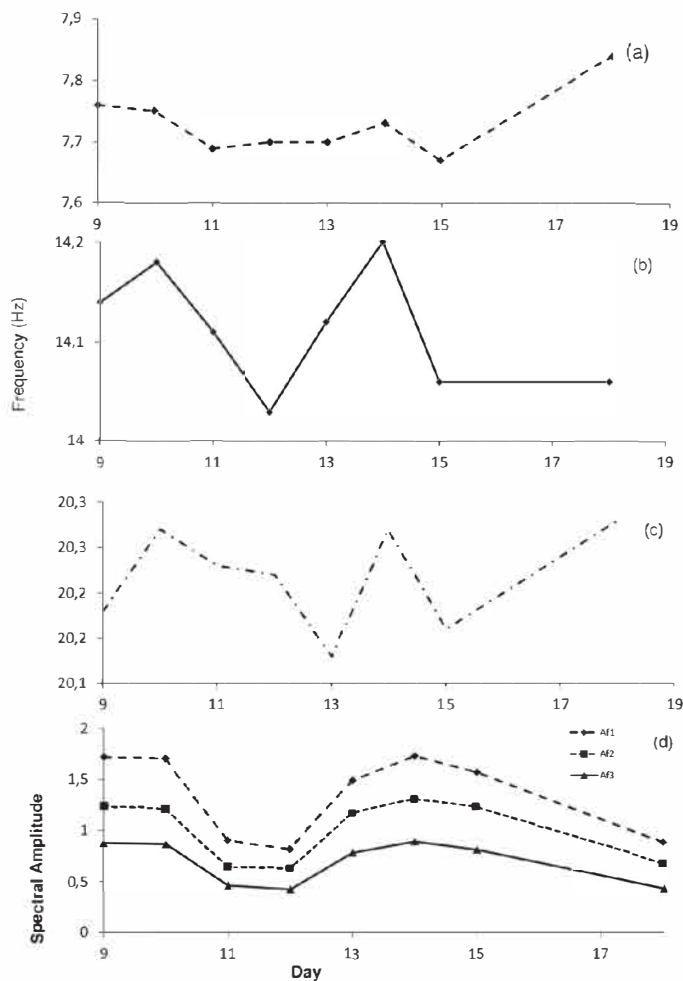 7,9
(a)
7,8
7,7
7,6
9 11 13 15 17 19
14,2
(b)
14,1
14
9 11 13 15 17 19
Frequency (Hz)
20,3
(c)
20,3
20,2
20,2
20,1
9 11 13 15 17 19
2
Af1
(d)
Af2
1,5
Af3
1
0,5
0
9 11 13 15 17
Spectral Amplitude
Day